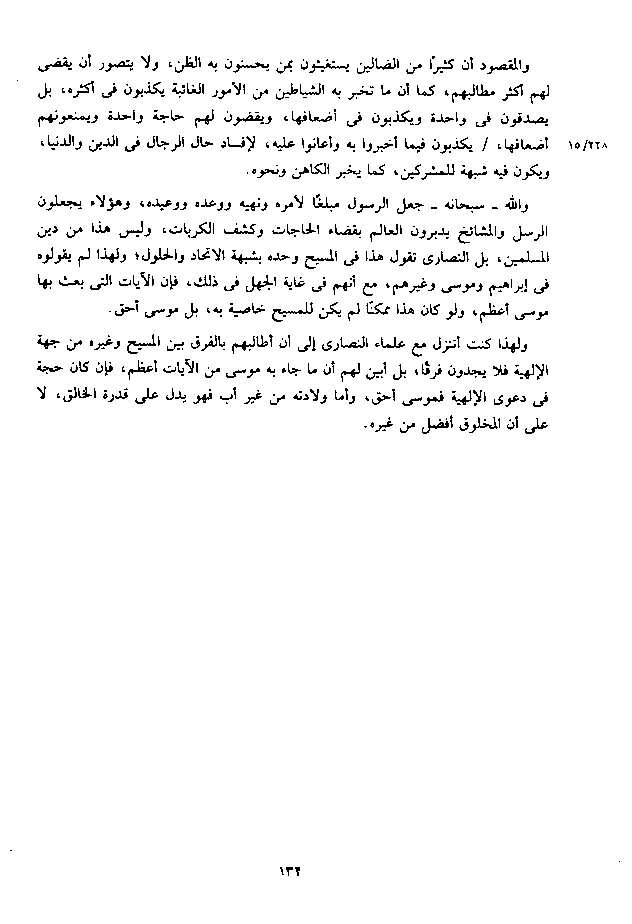 والمقصود أن كثيرًا من الضالين يستغيثون بمن يحسنون به الظن، ولا يتصور أن يقضى
لهم أكثر مطالبهم، كما أن ما تخبر به الشياطين من الأمور الغائبة يكذبون فى أكثره، بل
يصدقون فى واحدة ويكذبون فى أضعافها، ويقضون لهم حاجة واحدة ويمنعونهم
١٥/٢٢٨ أضعافها، / يكذبون فيما أخبروا به وأعانوا عليه، لإفساد حال الرجال فى الدين والدنيا،
ويكون فيه شبهة للمشركين، كما يخبر الكاهن ونحوه.
والله ـ سبحانه ـ جعل الرسول مبلغًا لأمره ونهيه ووعده ووعيده، وهؤلاء يجعلون
الرسل والمشائخ يدبرون العالم بقضاء الحاجات وكشف الكربات، وليس هذا من دين
المسلمين، بل النصارى تقول هذا فى المسيح وحده بشبهة الاتحاد والحلول؛ ولهذا لم يقولوه
فى إبراهيم وموسى وغيرهم، مع أنهم فى غاية الجهل فى ذلك، فإن الآيات التى بعث بها
موسى أعظم، ولو كان هذا ممكنًا لم يكن للمسيح خاصية به، بل موسى أحق.
ولهذا كنت أتنزل مع علماء النصارى إلى أن أطالبهم بالفرق بين المسيح وغيره من جهة
الإلهية فلا يجدون فرقًا، بل أبين لهم أن ما جاء به موسى من الآيات أعظم، فإن كان حجة
فى دعوى الإلهية فموسى أحق، وأما ولادته من غير أب فهو يدل على قدرة الخالق، لا
على أن المخلوق أفضل من غيره.
١٣٢